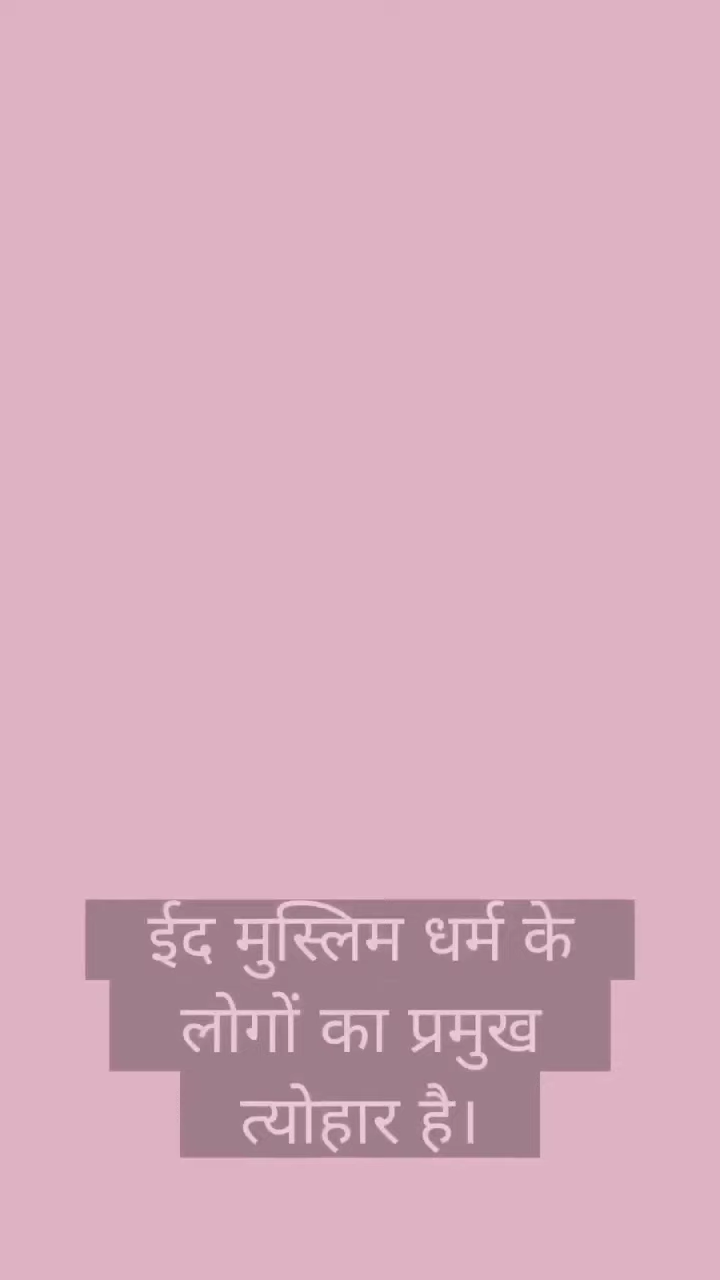 ईद मुस्लिम धर्म के
लोगों का प्रमुख
त्योहार है।